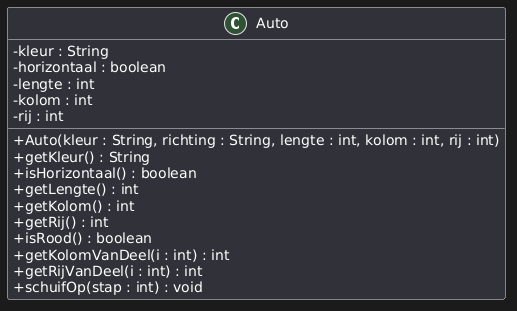 C Auto
-kleur : String
-horizontaal : boolean
-lengte : int
-kolom : int
-rij : int
+Auto(kleur : String, richting : String, lengte : int, kolom : int, rij : int)
+getKleur() : String
+isHorizontaal() : boolean
+getLengte() : int
+getKolom() : int
+getRij() : int
+isRood() : boolean
+getKolomVanDeel(i : int) : int
+getRijVanDeel(i : int) : int
+schuifOp(stap : int) : void